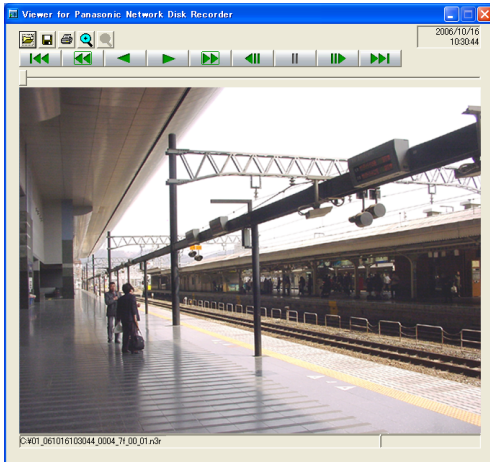 Viewer for Panasonic Network Disk Recorder
2006/10/16
10:30:44
C:¥01_061016103044_0004_7f_00_01.n3r